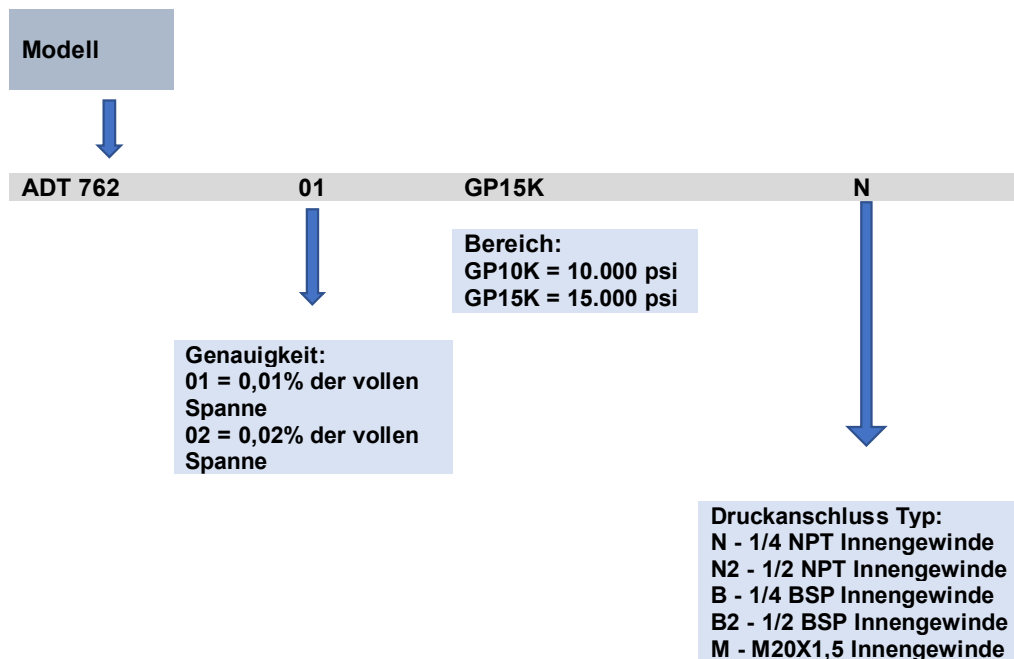 Modell
ADT 762 01 GP15K N
Bereich:
GP10K = 10.000 psi
GP15K = 15.000 psi
Genauigkeit:
01 = 0,01% der vollen
Spanne
02 = 0,02% der vollen
Spanne
Druckanschluss Typ:
N - 1/4 NPT Innengewinde
N2 - 1/2 NPT Innengewinde
B - 1/4 BSP Innengewinde
B2 - 1/2 BSP Innengewinde
M - M20X1,5 Innengewinde